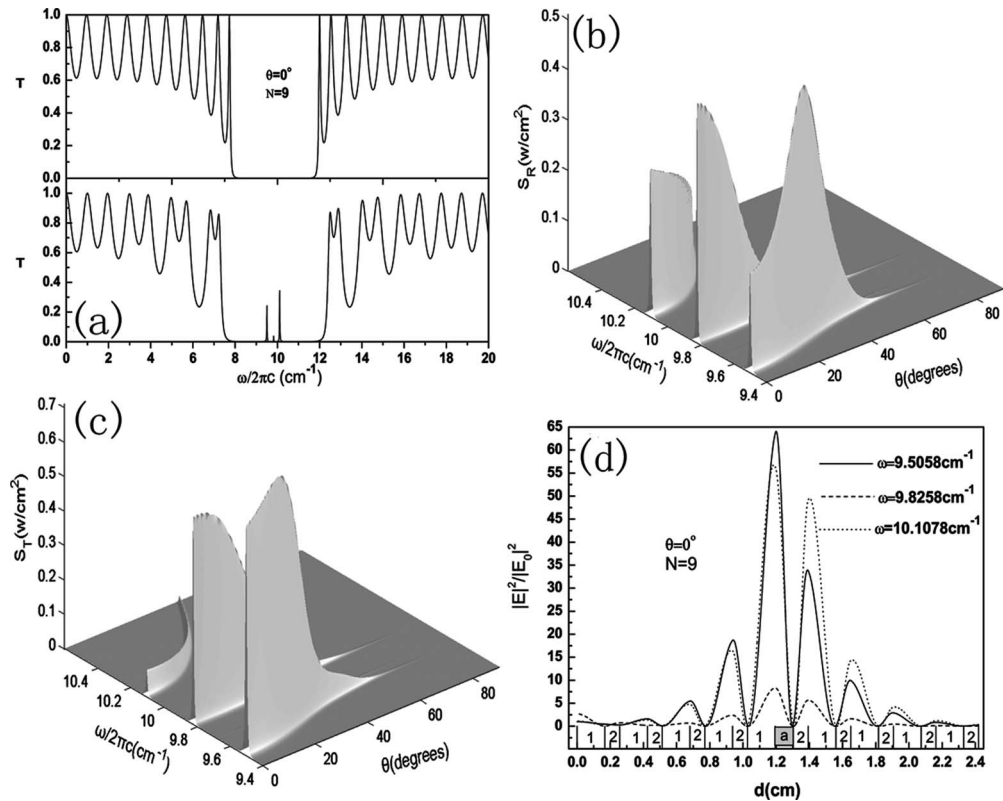 (a)
1.0
0.8
0.6
0.4
0.2
0.0
T
θ=0°
N=9
1.0
0.8
0.6
0.4
0.2
0.0
T
0 2 4 6 8 10 12 14 16 18 20
ω/2πc (cm⁻¹)
(b)
0.5
0.4
0.3
0.2
0.1
0
S_R(w/cm²)
10.4
10.2
10
9.8
9.6
9.4
ω/2πc(cm⁻¹)
0
20
40
60
80
θ(degrees)
(c)
0.7
0.6
0.5
0.4
0.3
0.2
0.1
0
S_T(w/cm²)
10.4
10.2
10
9.8
9.6
9.4
ω/2πc(cm⁻¹)
0
20
40
60
80
θ(degrees)
(d)
65
60
55
50
45
40
35
30
25
20
15
10
5
0
|E|²/|E₀|²
ω=9.5058cm⁻¹
ω=9.8258cm⁻¹
ω=10.1078cm⁻¹
θ=0°
N=9
1 2 1 2 1 2 1 2 1 a 2 1 2 1 2 1 2 1 2
0.0 0.2 0.4 0.6 0.8 1.0 1.2 1.4 1.6 1.8 2.0 2.2 2.4
d(cm)